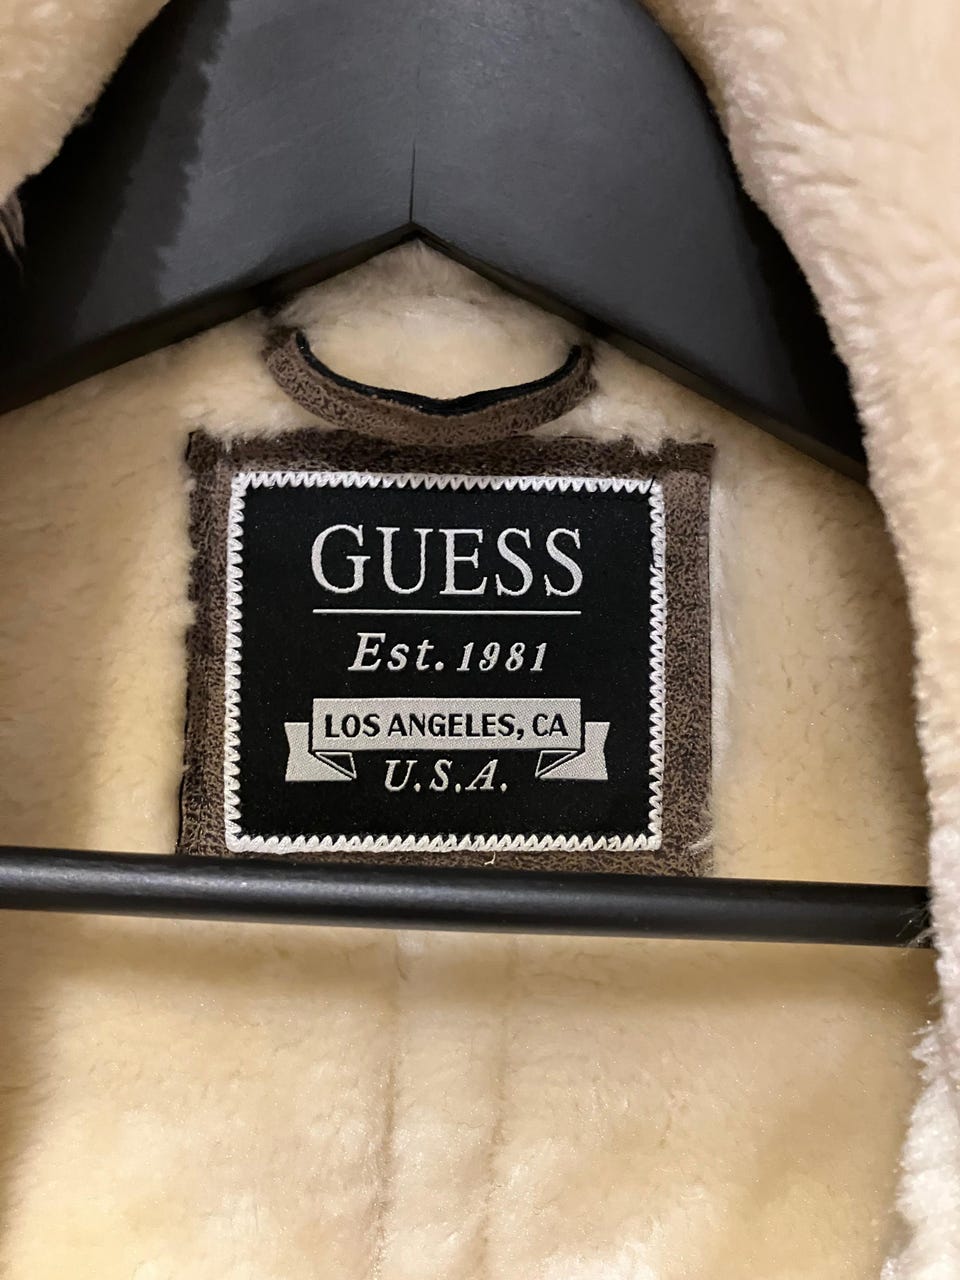 GUESS
Est. 1981
LOS ANGELES, CA
U.S.A.